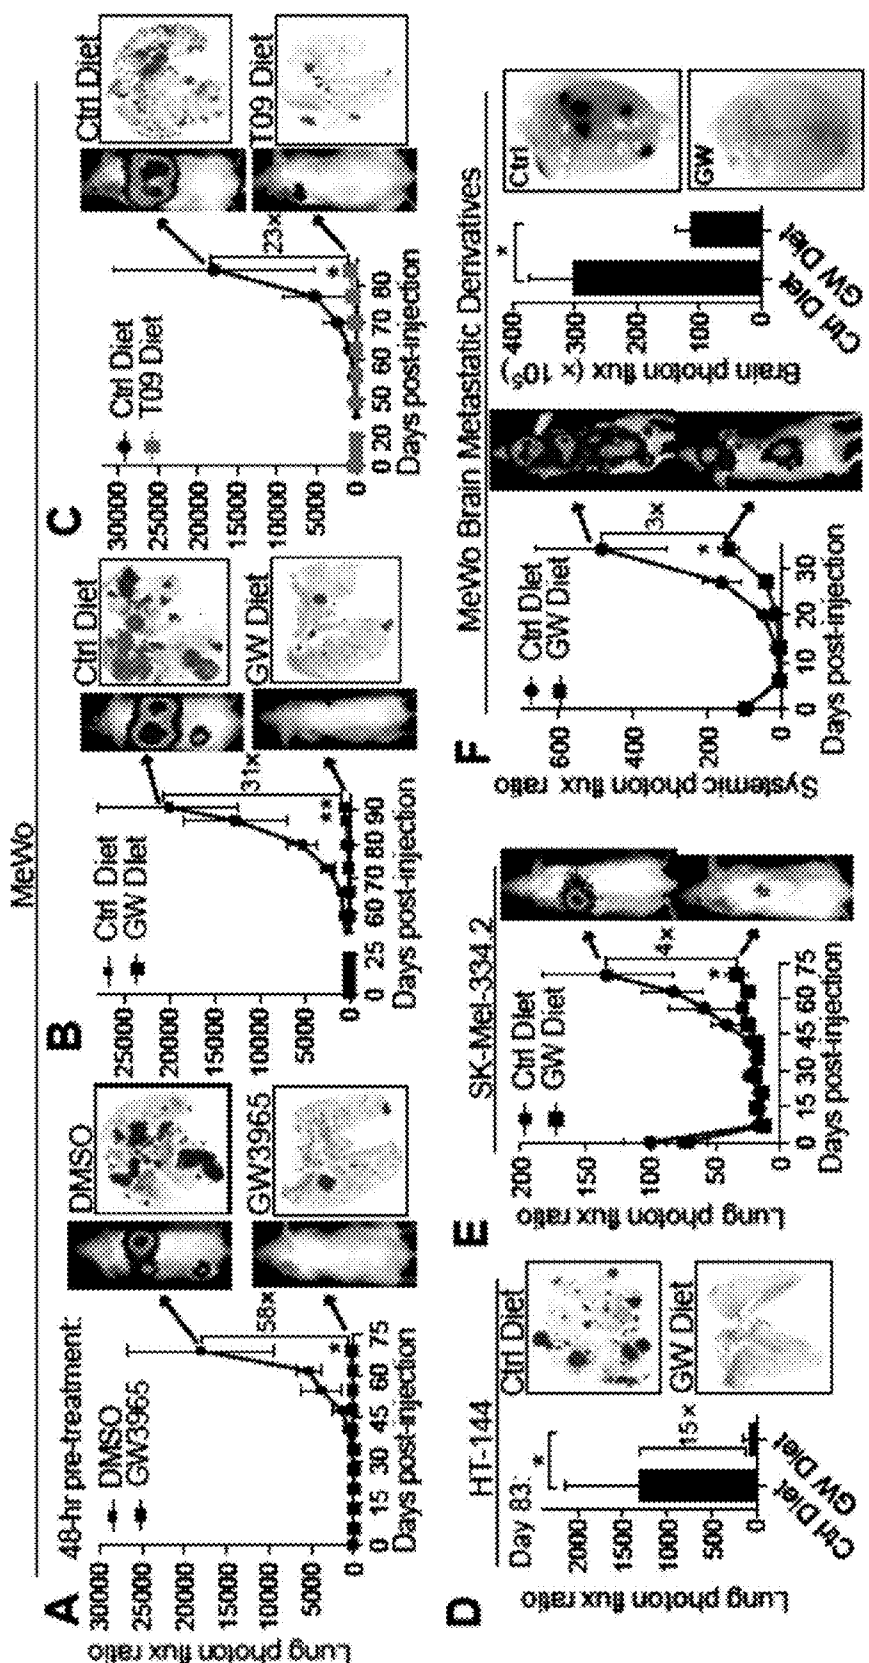 MeWo
A
48-hr pre-treatment:
DMSO
GW3965
Lung photon flux ratio
30000
25000
20000
15000
10000
5000
0
0 15 30 45 60 75
Days post-injection
58×
*
DMSO
GW3965
B
Ctrl Diet
GW Diet
25000
20000
15000
10000
5000
0
0 25 60 70 80 90
Days post-injection
31×
**
Ctrl Diet
GW Diet
C
Ctrl Diet
T09 Diet
30000
25000
20000
15000
10000
5000
0
0 20 50 60 70 80
Days post-injection
23×
*
Ctrl Diet
T09 Diet
D
HT-144
Day 83:
Lung photon flux ratio
2000
1500
1000
500
0
*
15×
Ctrl Diet
GW Diet
Ctrl Diet
GW Diet
E
SK-Mel-334.2
Ctrl Diet
GW Diet
Lung photon flux ratio
200
150
100
50
0
0 15 30 45 60 75
Days post-injection
4×
*
F
MeWo Brain Metastatic Derivatives
Ctrl Diet
GW Diet
Systemic photon flux ratio
600
400
200
0
0 10 20 30
Days post-injection
3×
*
Brain photon flux (× 10⁵)
400
300
200
100
0
*
Ctrl Diet
GW Diet
Ctrl
GW